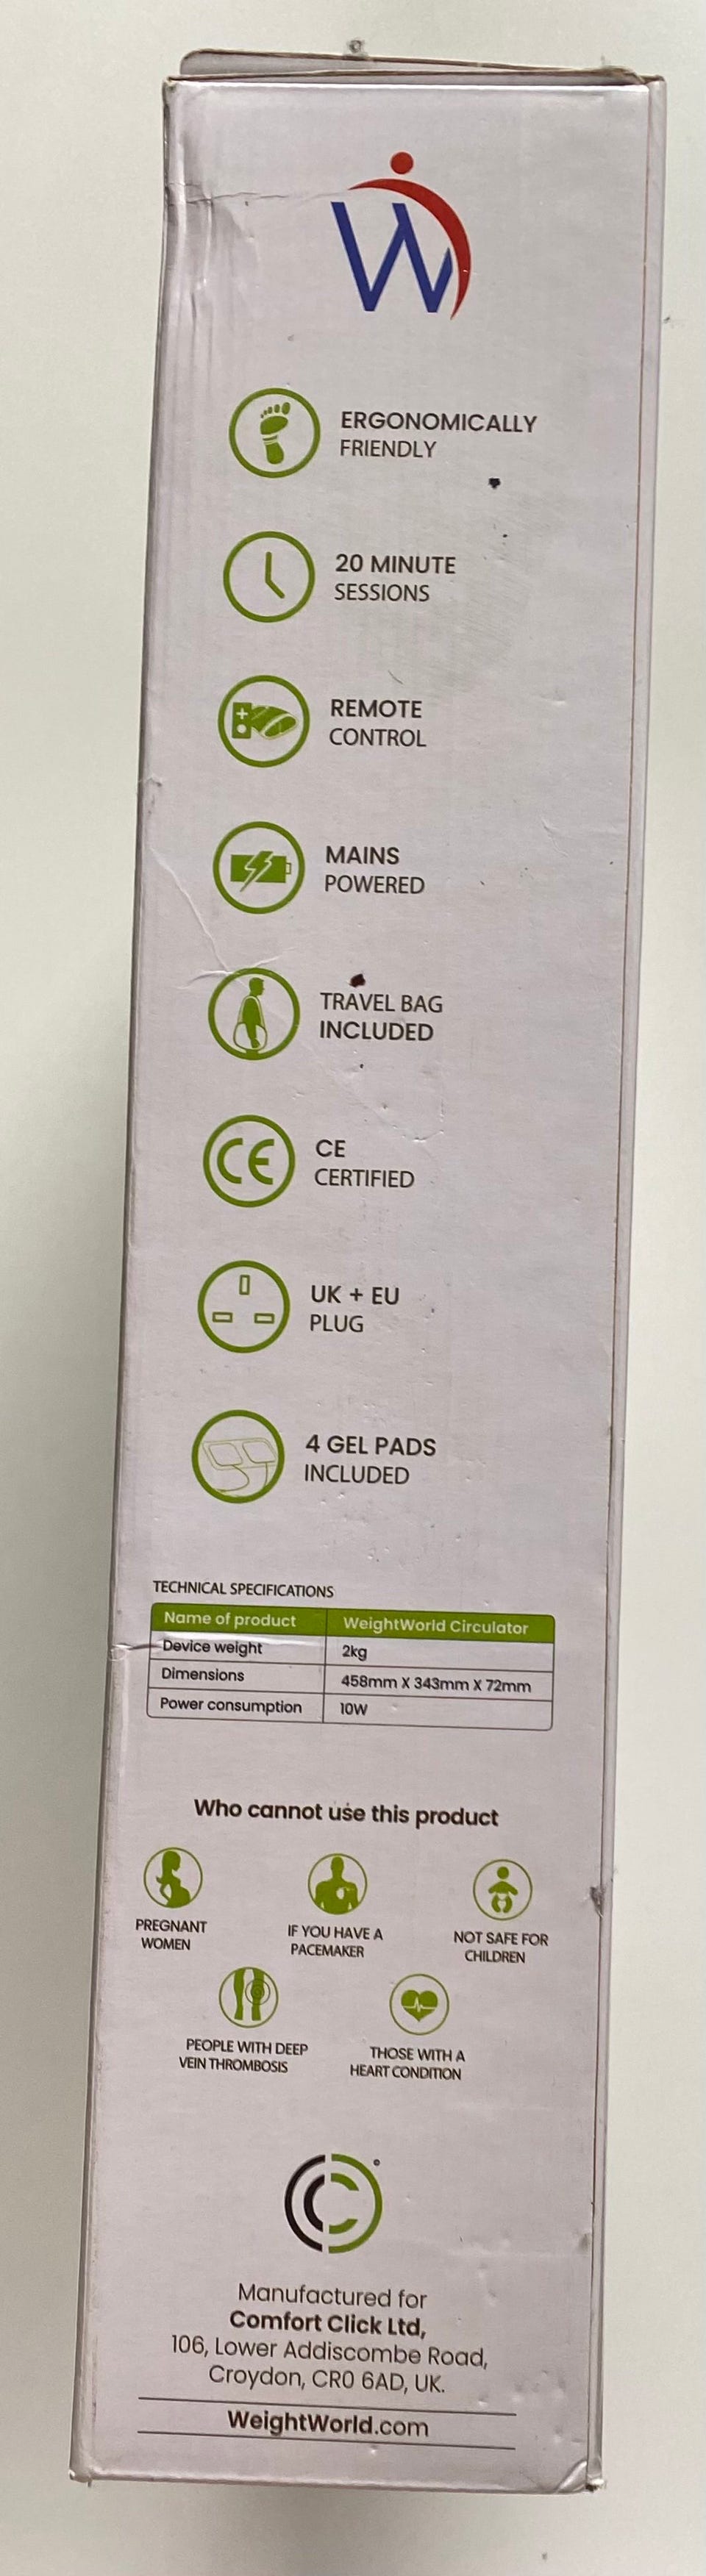 W
ERGONOMICALLY
FRIENDLY
20 MINUTE
SESSIONS
REMOTE
CONTROL
MAINS
POWERED
TRAVEL BAG
INCLUDED
CE
CE
CERTIFIED
UK + EU
PLUG
4 GEL PADS
INCLUDED
TECHNICAL SPECIFICATIONS
Name of product WeightWorld Circulator
Device weight 2kg
Dimensions 458mm X 343mm X 72mm
Power consumption 10W
Who cannot use this product
PREGNANT
WOMEN
IF YOU HAVE A
PACEMAKER
NOT SAFE FOR
CHILDREN
PEOPLE WITH DEEP
VEIN THROMBOSIS
THOSE WITH A
HEART CONDITION
Manufactured for
Comfort Click Ltd,
106, Lower Addiscombe Road,
Croydon, CR0 6AD, UK.
WeightWorld.com